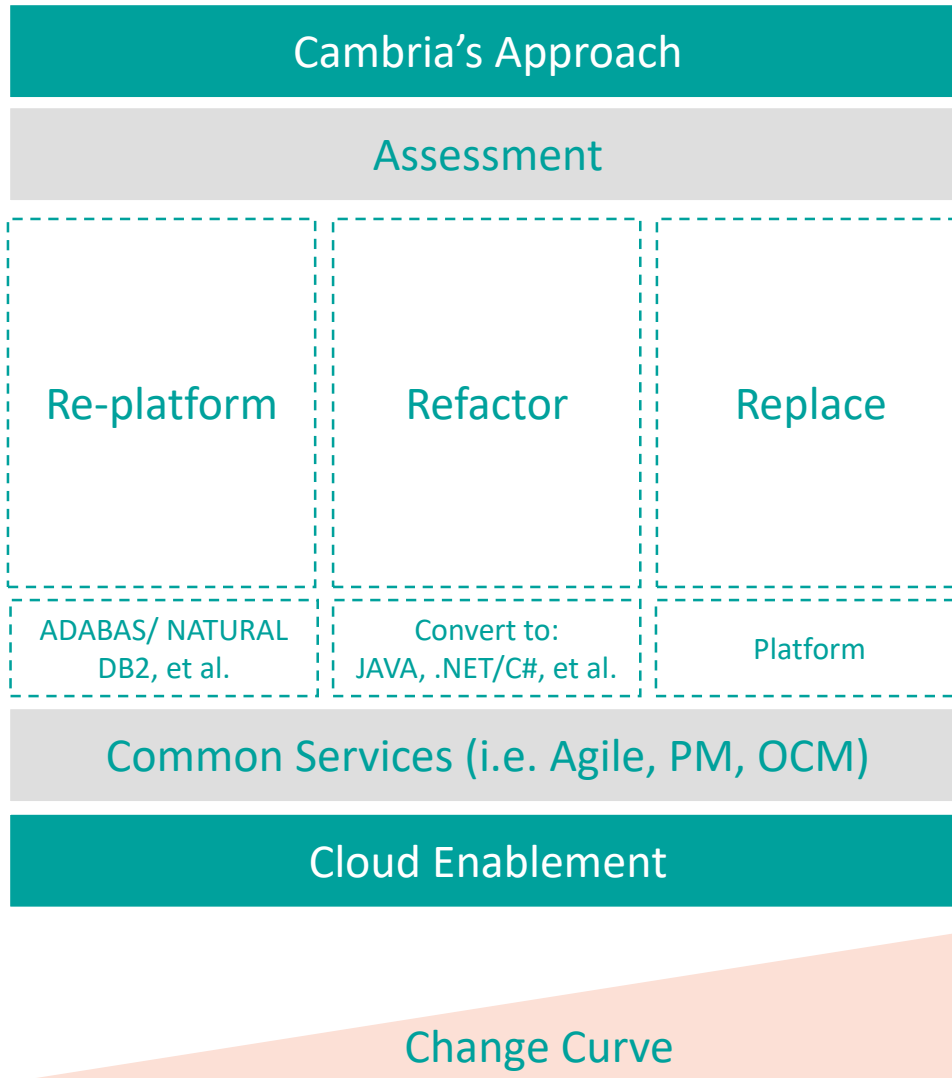 Cambria’s Approach
Assessment
Re-platform
Refactor
Replace
ADABAS/ NATURAL
DB2, et al.
Convert to:
JAVA, .NET/C#, et al.
Platform
Common Services (i.e. Agile, PM, OCM)
Cloud Enablement
Change Curve